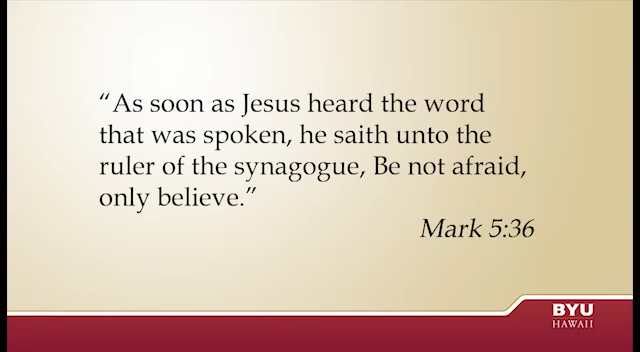 “As soon as Jesus heard the word
that was spoken, he saith unto the
ruler of the synagogue, Be not afraid,
only believe.”
Mark 5:36
BYU
HAWAII